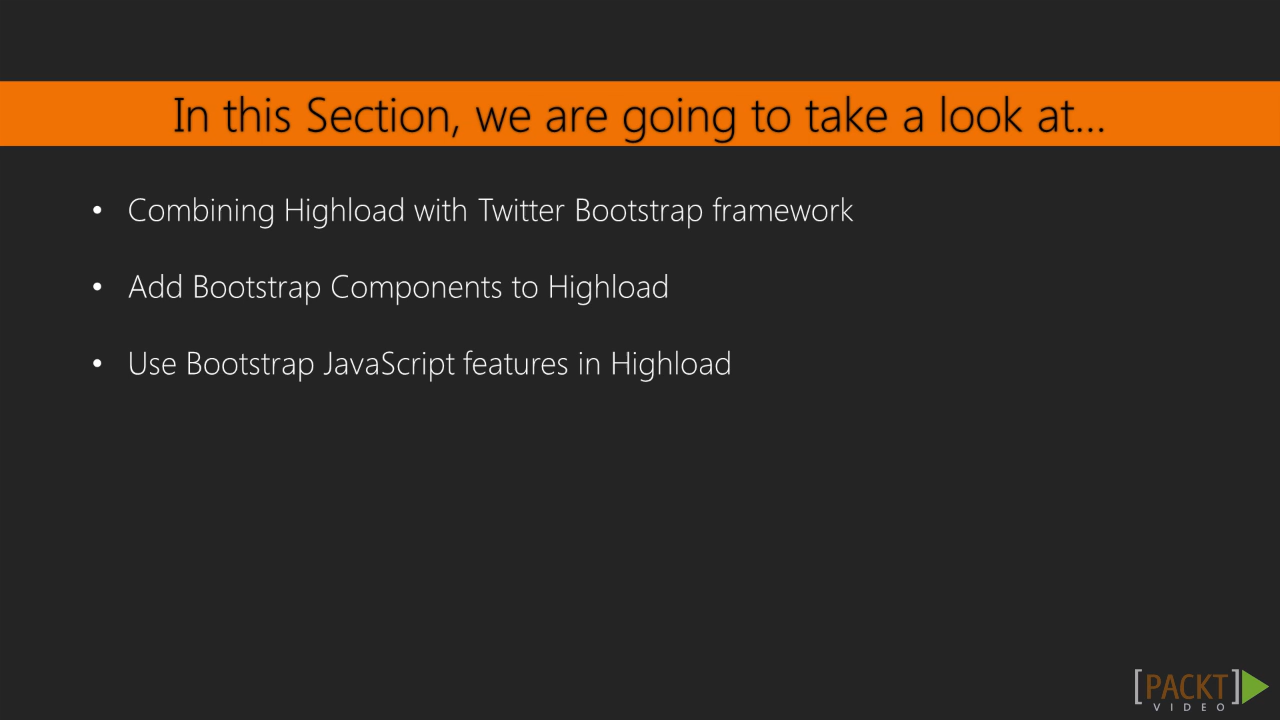 In this Section, we are going to take a look at...
• Combining Highload with Twitter Bootstrap framework
• Add Bootstrap Components to Highload
• Use Bootstrap JavaScript features in Highload
[PACKT]
VIDEO